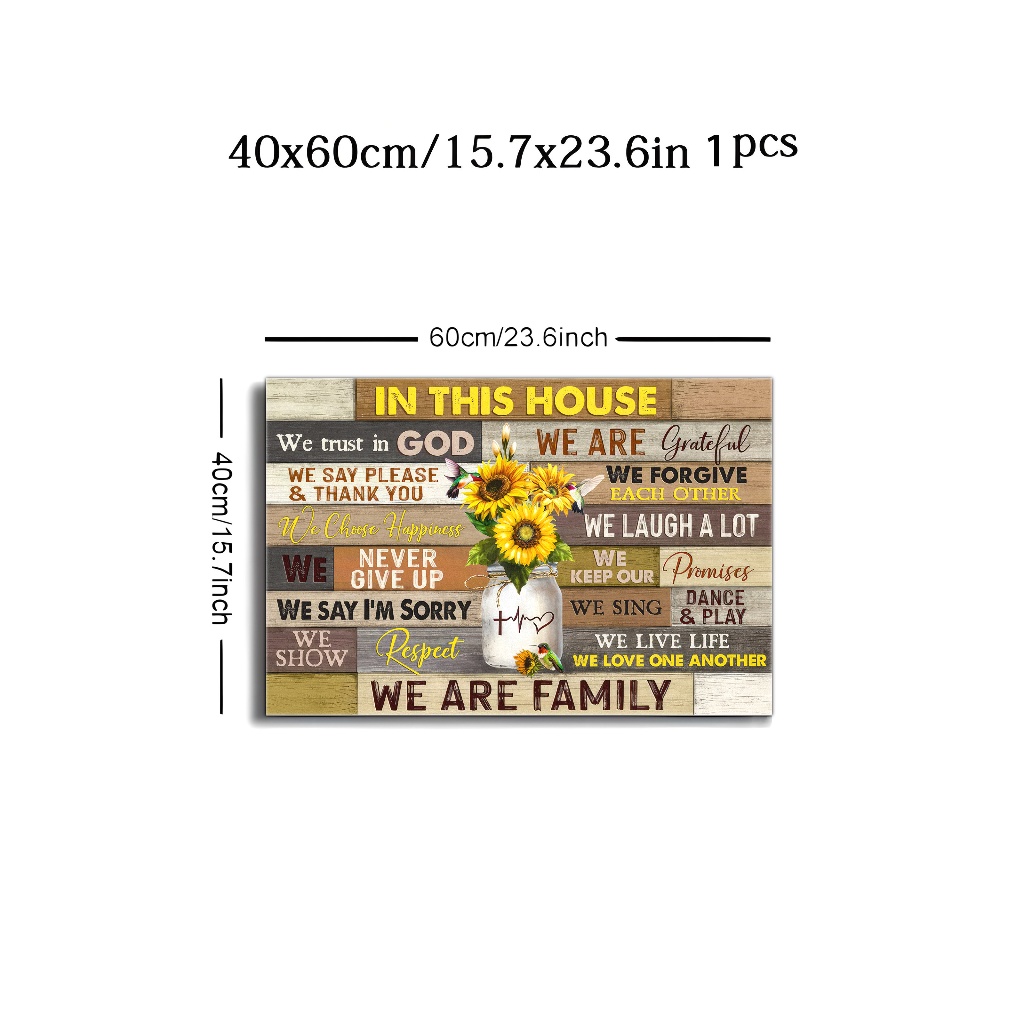 40x60cm/15.7x23.6in 1pcs
60cm/23.6inch
40cm/15.7inch
IN THIS HOUSE
We trust in GOD
WE ARE Grateful
WE SAY PLEASE
& THANK YOU
WE FORGIVE
EACH OTHER
We Choose Happiness
WE LAUGH A LOT
WE NEVER
GIVE UP
WE
KEEP OUR Promises
WE SAY I'M SORRY
WE SING DANCE
& PLAY
WE
SHOW Respect
WE LIVE LIFE
WE LOVE ONE ANOTHER
WE ARE FAMILY